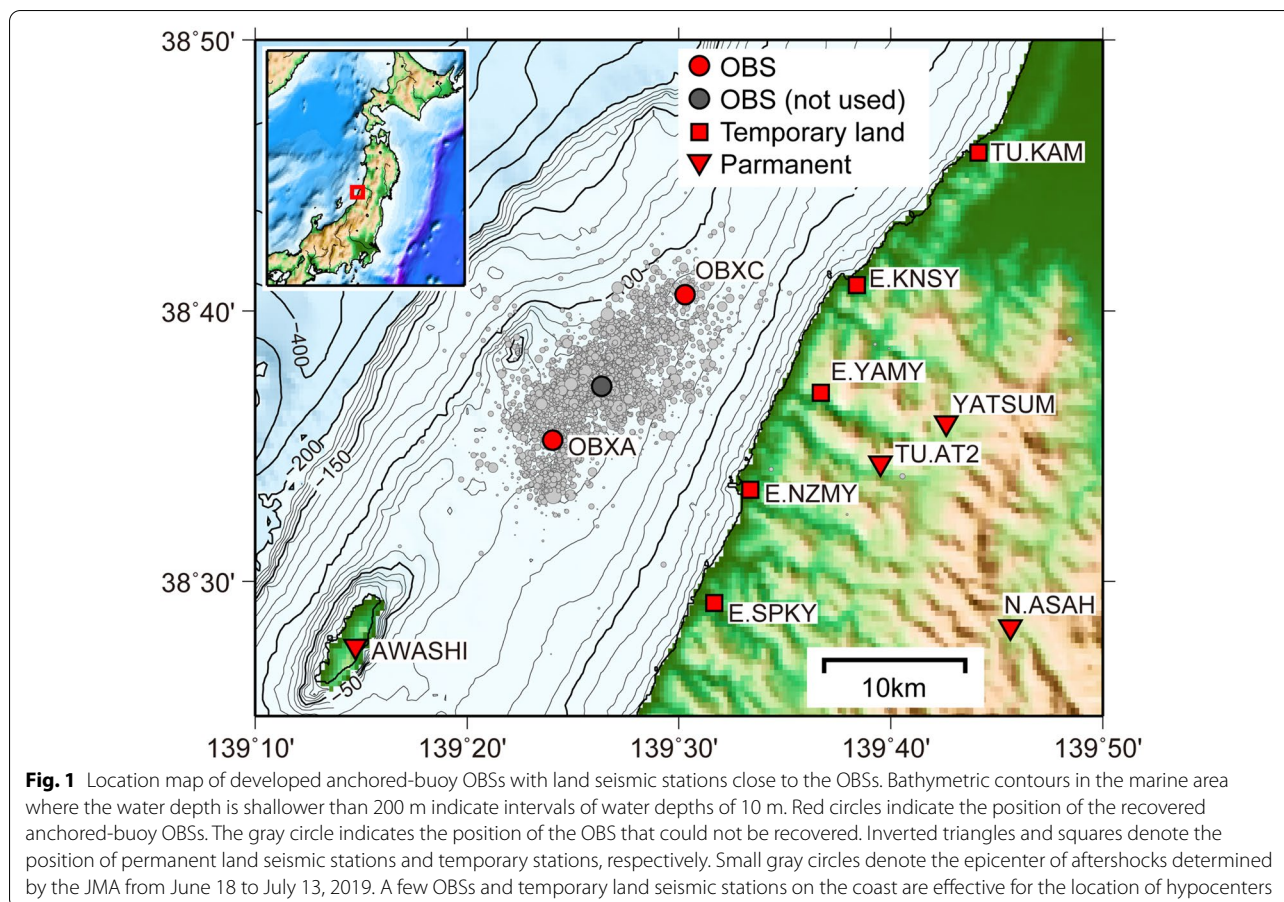 38°50'
OBS
OBS (not used)
Temporary land
Parmanent
TU.KAM
OBXC
00
E.KNSY
38°40'
-400
E.YAMY
YATSUM
TU.AT2
OBXA
-200
-150
E.NZMY
38°30'
E.SPKY
N.ASAH
AWASHI
-50
10km
139°10'
139°20'
139°30'
139°40'
139°50'
Fig. 1 Location map of developed anchored-buoy OBSs with land seismic stations close to the OBSs. Bathymetric contours in the marine area
where the water depth is shallower than 200 m indicate intervals of water depths of 10 m. Red circles indicate the position of the recovered
anchored-buoy OBSs. The gray circle indicates the position of the OBS that could not be recovered. Inverted triangles and squares denote the
position of permanent land seismic stations and temporary stations, respectively. Small gray circles denote the epicenter of aftershocks determined
by the JMA from June 18 to July 13, 2019. A few OBSs and temporary land seismic stations on the coast are effective for the location of hypocenters